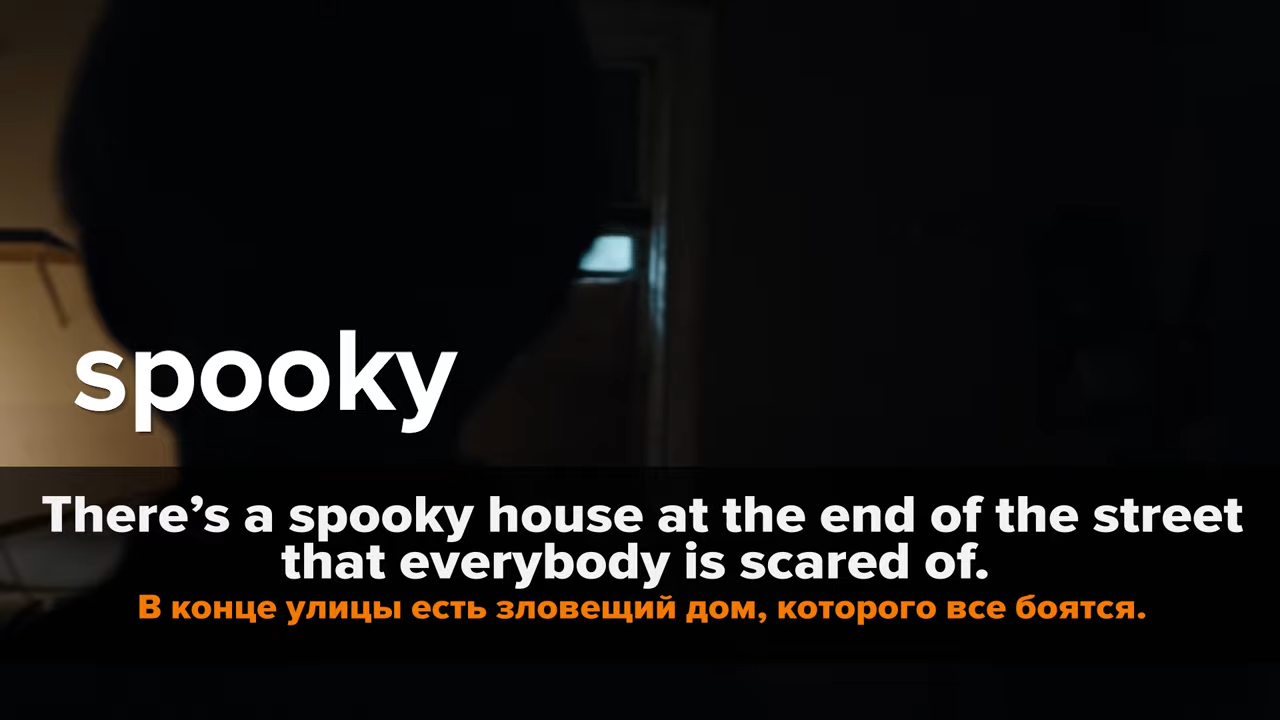 spooky
There’s a spooky house at the end of the street
that everybody is scared of.
В конце улицы есть зловещий дом, которого все боятся.